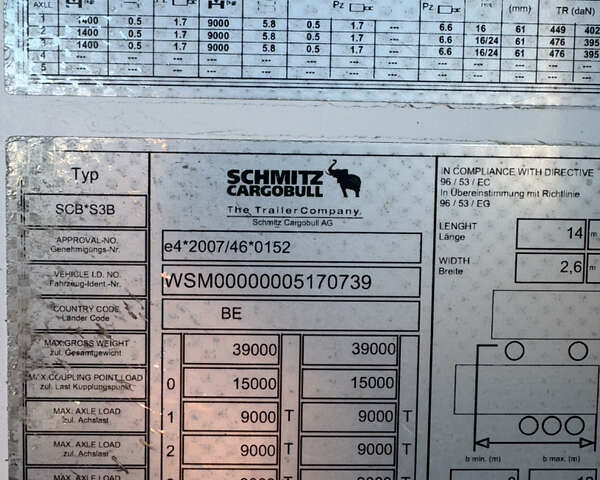 AXLE Pz Pz (mm) TR (daN)
1 1400 0.5 1.7 9000 5.8 0.5 1.7 --- 6.6 16 61 449 402
2 1400 0.5 1.7 9000 5.8 0.5 1.7 --- 6.6 16/24 61 476 395
3 1400 0.5 1.7 9000 5.8 0.5 1.7 --- 6.6 16/24 61 476 395
4 --- --- --- --- --- --- --- --- --- --- --- --- ---
5 --- --- --- --- --- --- --- --- --- --- --- --- ---
Typ
SCB*S3B
SCHMITZ
CARGOBULL
The Trailer Company.
Schmitz Cargobull AG
APPROVAL-NO.
Genehmigungs-Nr.
e4*2007/46*0152
VEHICLE I.D. NO.
Fahrzeug-Ident.-Nr.
WSM00000005170739
COUNTRY CODE
Länder Code
BE
MAX.GROSS WEIGHT
zul. Gesamtgewicht
39000 39000
MAX.COUPLING POINT LOAD
zul. Last Kupplungspunkt
0 15000 15000
MAX. AXLE LOAD
zul. Achslast
1 9000 T 9000 T
MAX. AXLE LOAD
zul. Achslast
2 9000 T 9000 T
MAX. AXLE LOAD
IN COMPLIANCE WITH DIRECTIVE
96 / 53 / EC
in Übereinstimmung mit Richtlinie
96 / 53 / EG
LENGHT
Länge
14 m
WIDTH
Breite
2,6 m
b min. (m) b max. (m)